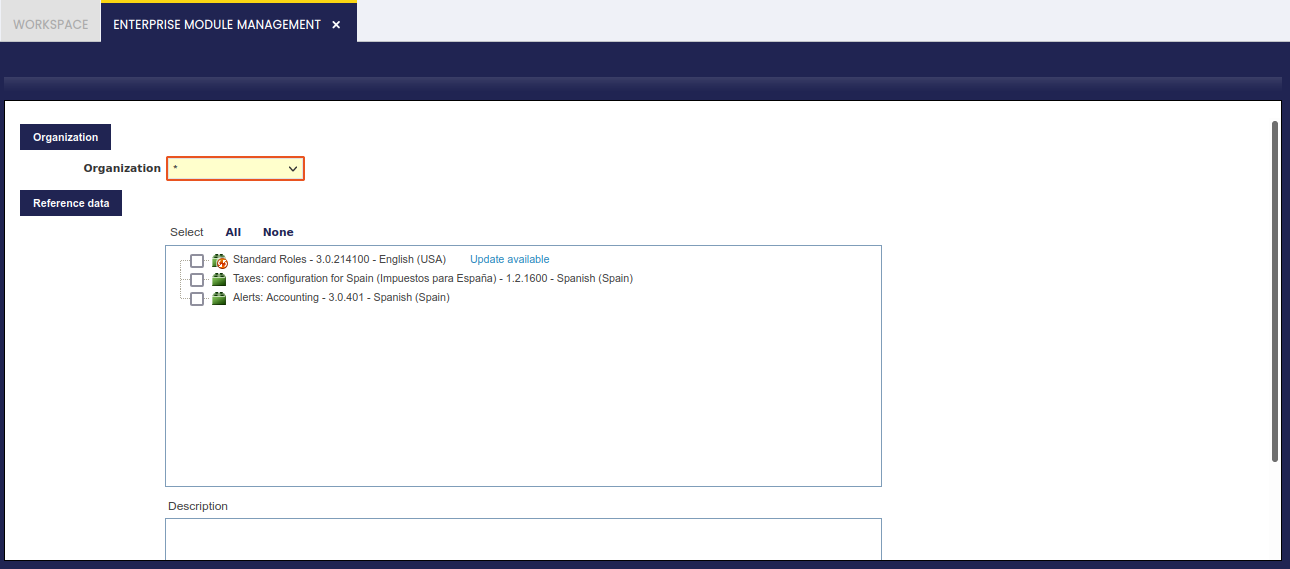 WORKSPACE ENTERPRISE MODULE MANAGEMENT ×
Organization
Organization *
Reference data
Select All None
Standard Roles - 3.0.214100 - English (USA) Update available
Taxes: configuration for Spain (Impuestos para España) - 1.2.1600 - Spanish (Spain)
Alerts: Accounting - 3.0.401 - Spanish (Spain)
Description